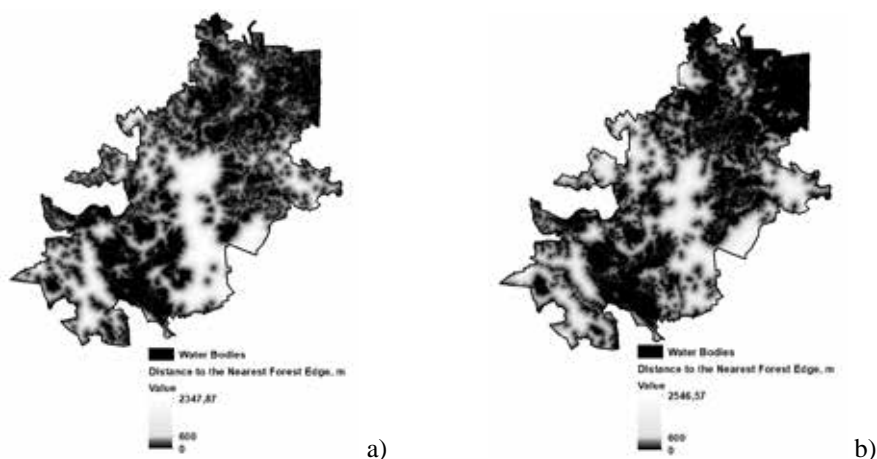 Water Bodies
Distance to the Nearest Forest Edge, m
Value
2347,87
600
0
a)
Water Bodies
Distance to the Nearest Forest Edge, m
Value
2546,57
600
0
b)